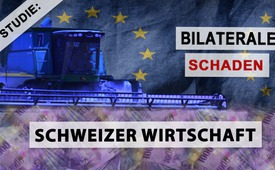 STUDIE:
BILATERALE
SCHADEN
SCHWEIZER WIRTSCHAFT